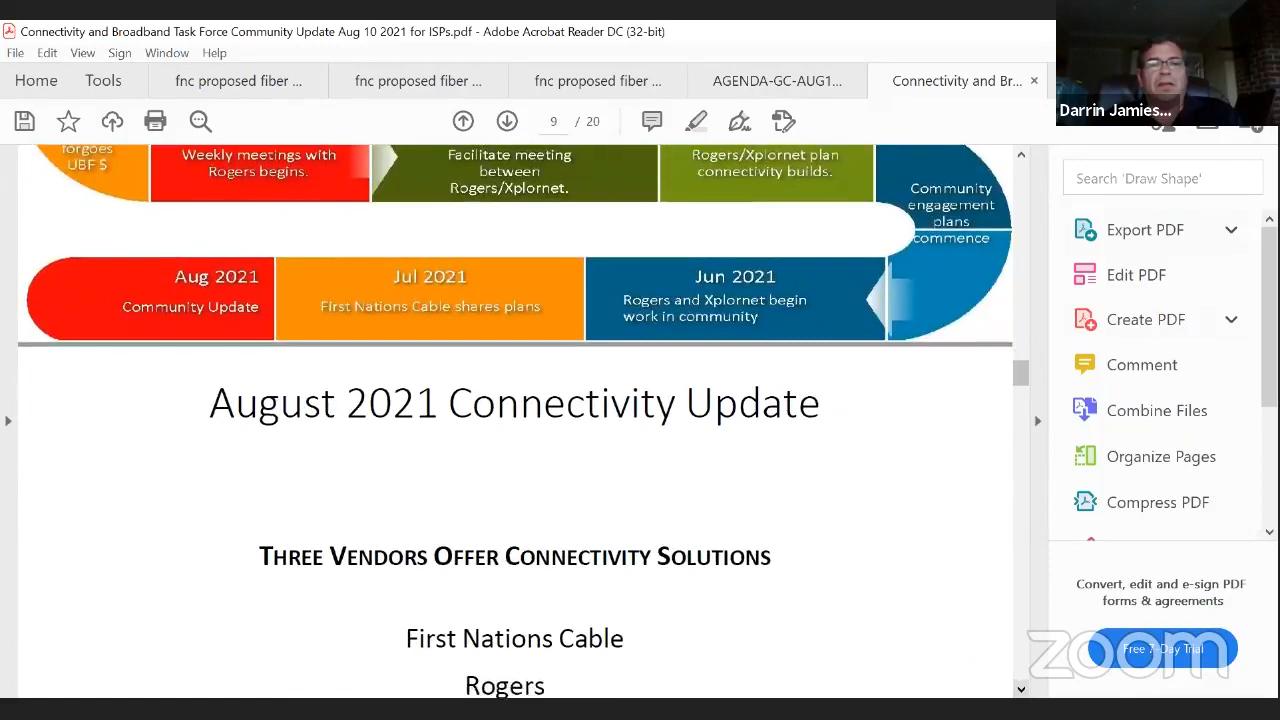 Connectivity and Broadband Task Force Community Update Aug 10 2021 for ISPs.pdf - Adobe Acrobat Reader DC (32-bit)
File Edit View Sign Window Help
Home Tools fnc proposed fiber ... fnc proposed fiber ... fnc proposed fiber ... AGENDA-GC-AUG1... Connectivity and Br... ×
Darrin Jamies...
9 / 20
forgoes
UBF $
Weekly meetings with
Rogers begins.
Facilitate meeting
between
Rogers/Xplornet.
Rogers/Xplornet plan
connectivity builds.
Community
engagement
plans
commence
Aug 2021
Community Update
Jul 2021
First Nations Cable shares plans
Jun 2021
Rogers and Xplornet begin
work in community
August 2021 Connectivity Update
THREE VENDORS OFFER CONNECTIVITY SOLUTIONS
First Nations Cable
Rogers
Search 'Draw Shape'
Export PDF
Edit PDF
Create PDF
Comment
Combine Files
Organize Pages
Compress PDF
Convert, edit and e-sign PDF
forms & agreements
Free 7-Day Trial
zoom